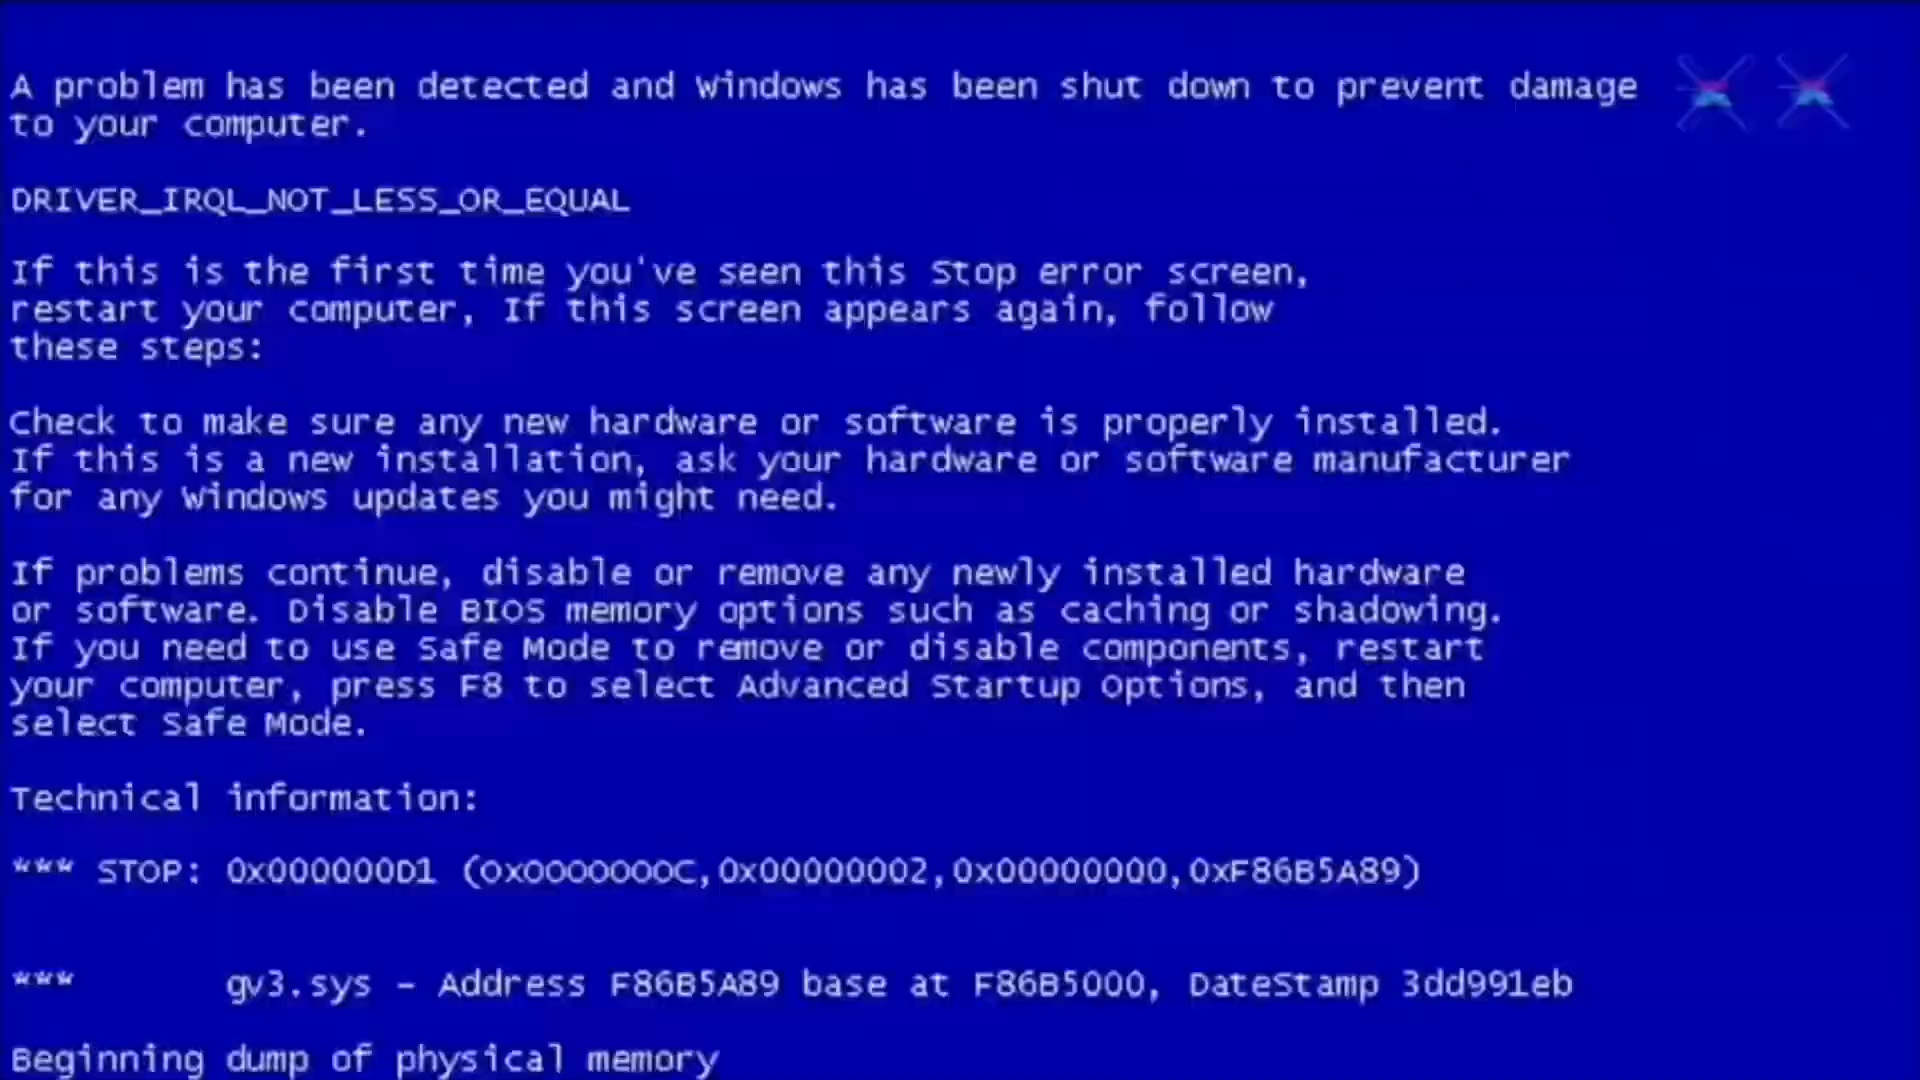 A problem has been detected and Windows has been shut down to prevent damage
to your computer.
DRIVER_IRQL_NOT_LESS_OR_EQUAL
If this is the first time you've seen this Stop error screen,
restart your computer, If this screen appears again, follow
these steps:
Check to make sure any new hardware or software is properly installed.
If this is a new installation, ask your hardware or software manufacturer
for any Windows updates you might need.
If problems continue, disable or remove any newly installed hardware
or software. Disable BIOS memory options such as caching or shadowing.
If you need to use Safe Mode to remove or disable components, restart
your computer, press F8 to select Advanced Startup Options, and then
select Safe Mode.
Technical information:
*** STOP: 0x000000D1 (0x0000000C,0x00000002,0x00000000,0xF86B5A89)
*** gv3.sys - Address F86B5A89 base at F86B5000, DateStamp 3dd991eb
Beginning dump of physical memory